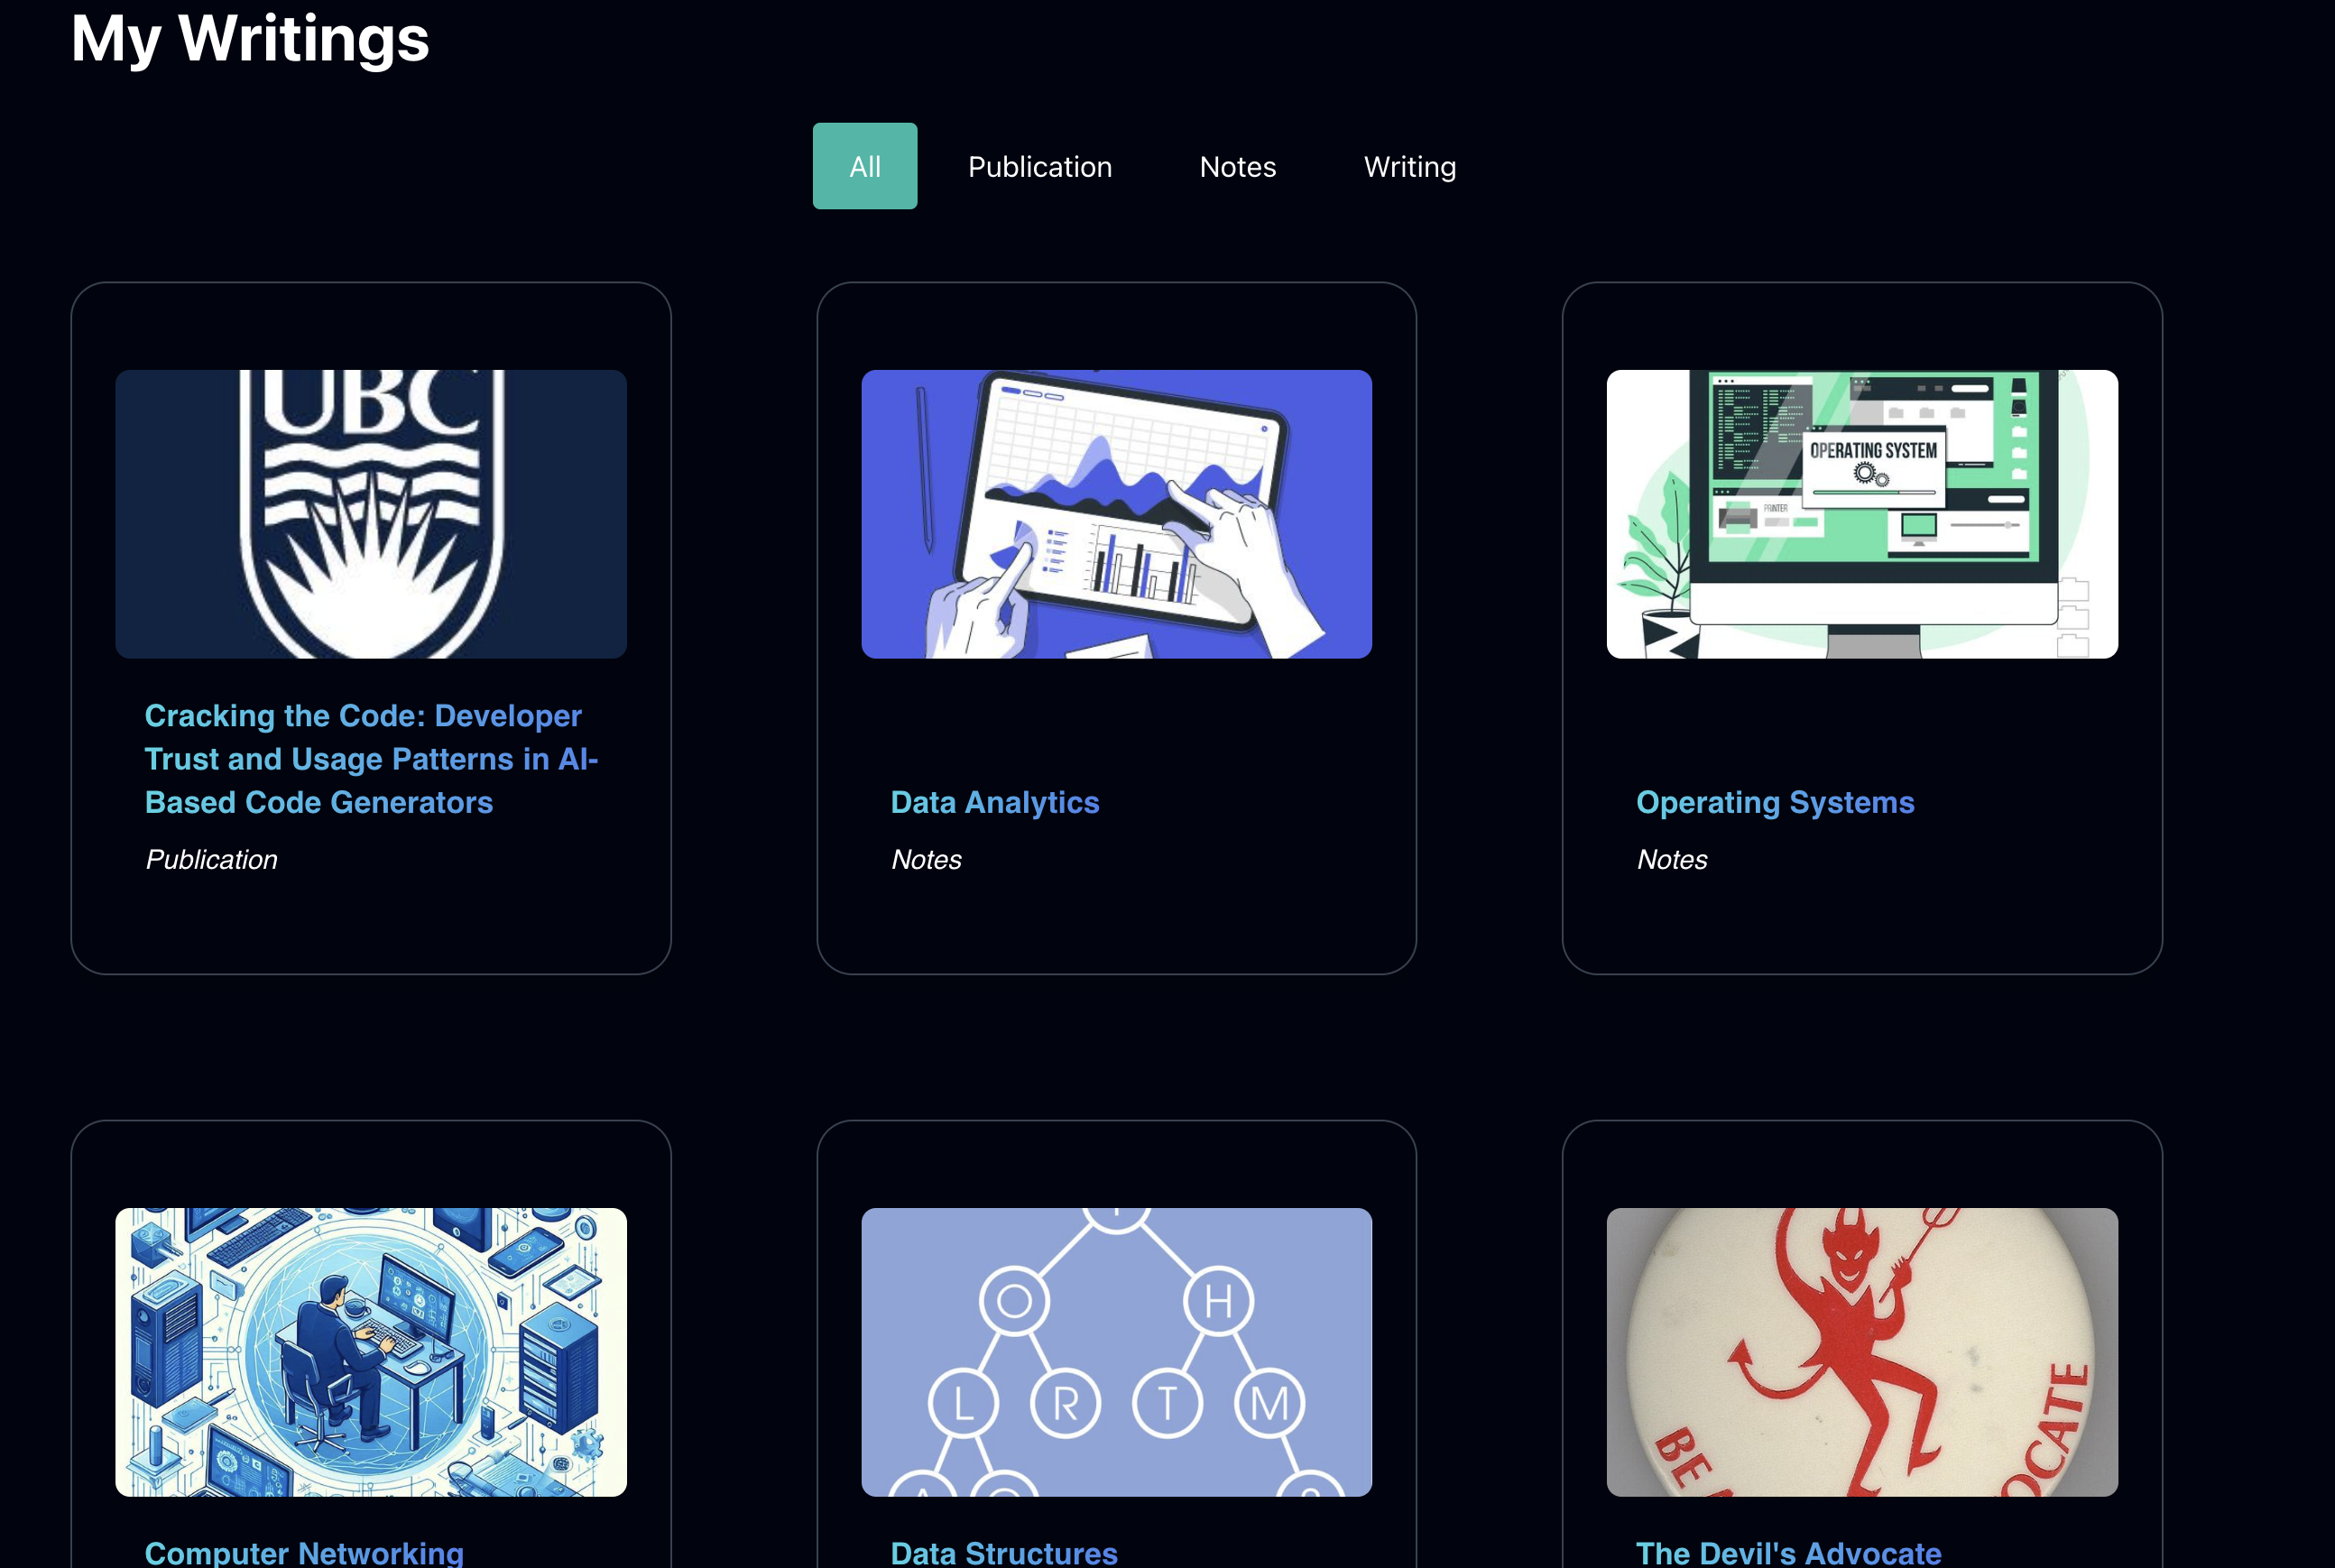 My Writings
All
Publication
Notes
Writing
UBC
OPERATING SYSTEM
PRINTER
Cracking the Code: Developer
Trust and Usage Patterns in AI-
Based Code Generators
Publication
Data Analytics
Notes
Operating Systems
Notes
O H
L R T M
BE
OCATE
Computer Networking
Data Structures
The Devil's Advocate